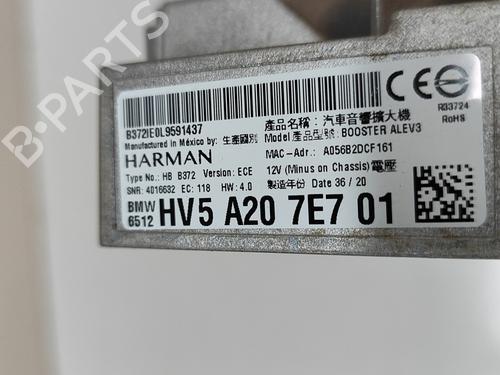 B-PARTS
B372IE0L9591437
Manufactured in México by: 生產國別
HARMAN
Type No.: HB B372 Version: ECE
SNR: 4016632 EC: 118 HW: 4.0
產品名稱: 汽車音響擴大機
Model 產品型號: BOOSTER ALEV3
MAC-Adr.: A056B2DCF161
12V (Minus on Chassis) 電壓
製造年份 Date 36 / 20
CE
R33724
RoHS
BMW
6512 HV5 A20 7E7 01